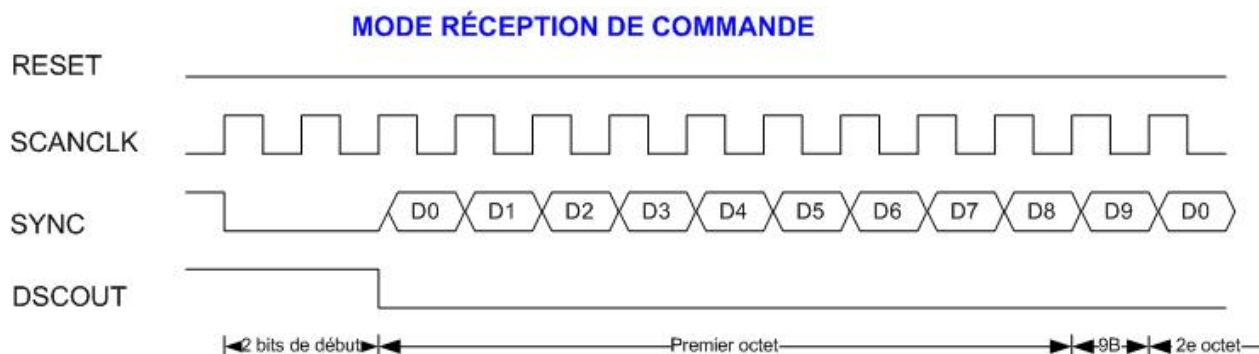 MODE RÉCEPTION DE COMMANDE
RESET
SCANCLK
SYNC
D0 D1 D2 D3 D4 D5 D6 D7 D8 D9 D0
DSCOUT
2 bits de début Premier octet 9B 2e octet